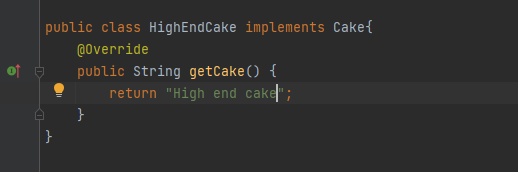 public class HighEndCake implements Cake{
@Override
public String getCake() {
return "High end cake";
}
}